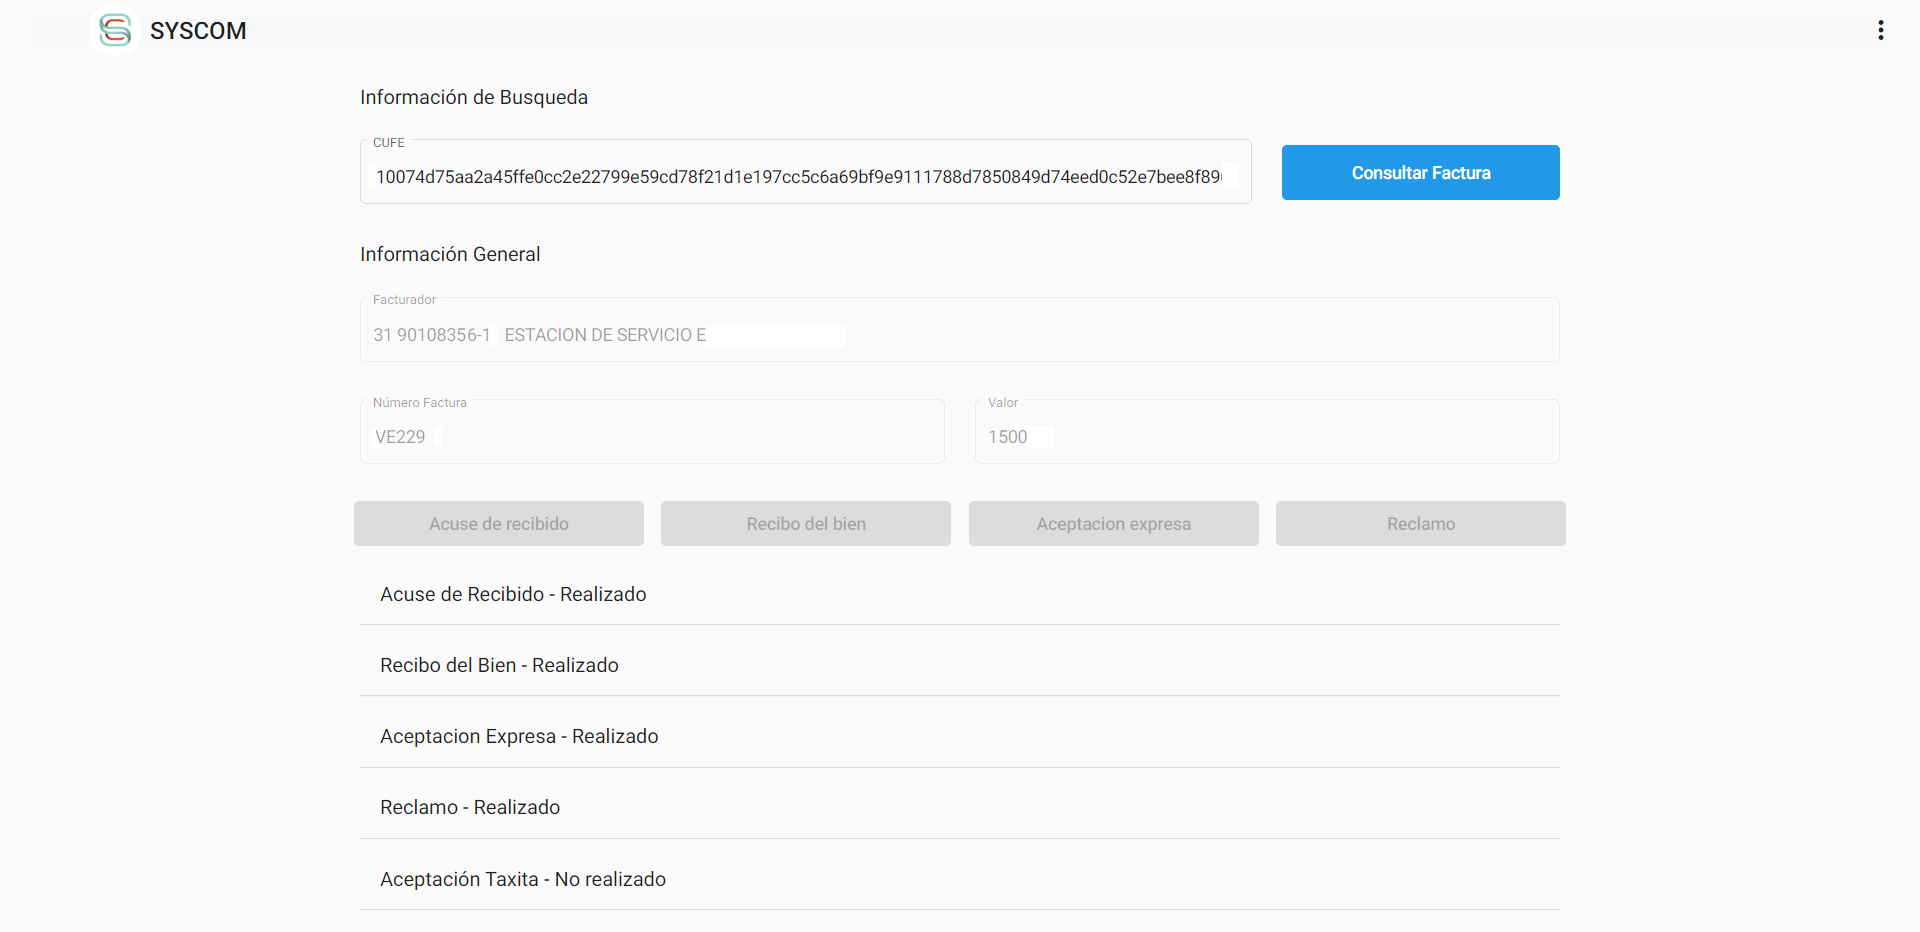 SYSCOM
Información de Busqueda
CUFE
10074d75aa2a45ffe0cc2e22799e59cd78f21d1e197cc5c6a69bf9e9111788d7850849d74eed0c52e7bee8f89
Consultar Factura
Información General
Facturador
31 90108356-1 ESTACION DE SERVICIO E
Número Factura
VE229
Valor
1500
Acuse de recibido
Recibo del bien
Aceptacion expresa
Reclamo
Acuse de Recibido - Realizado
Recibo del Bien - Realizado
Aceptacion Expresa - Realizado
Reclamo - Realizado
Aceptación Taxita - No realizado